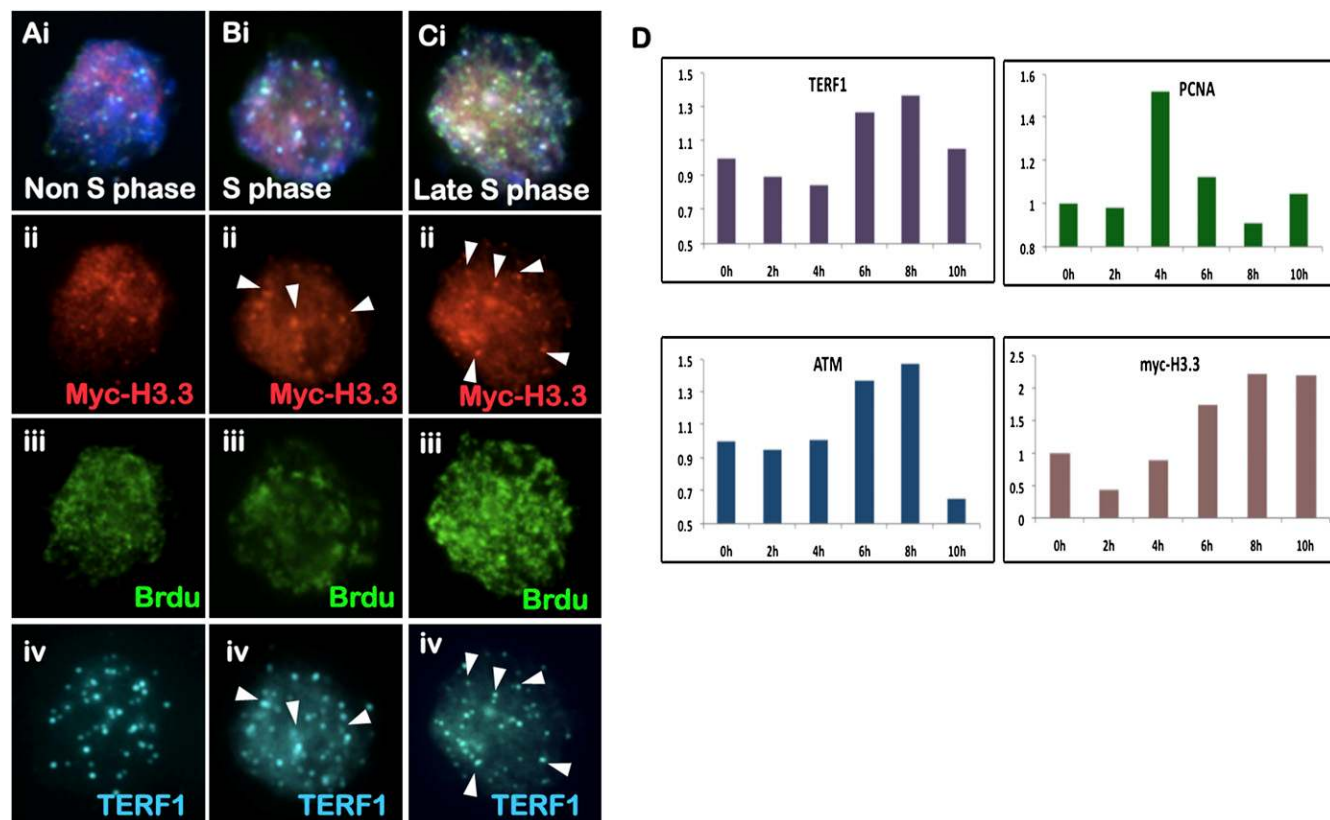 Ai
Non S phase
Bi
S phase
Ci
Late S phase
ii
Myc-H3.3
ii
Myc-H3.3
ii
Myc-H3.3
iii
Brdu
iii
Brdu
iii
Brdu
iv
TERF1
iv
TERF1
iv
TERF1
D
TERF1
1.5
1.3
1.1
0.9
0.7
0.5
0h 2h 4h 6h 8h 10h
PCNA
1.6
1.4
1.2
1
0.8
0h 2h 4h 6h 8h 10h
ATM
1.5
1.3
1.1
0.9
0.7
0.5
0h 2h 4h 6h 8h 10h
myc-H3.3
2.5
2
1.5
1
0.5
0
0h 2h 4h 6h 8h 10h